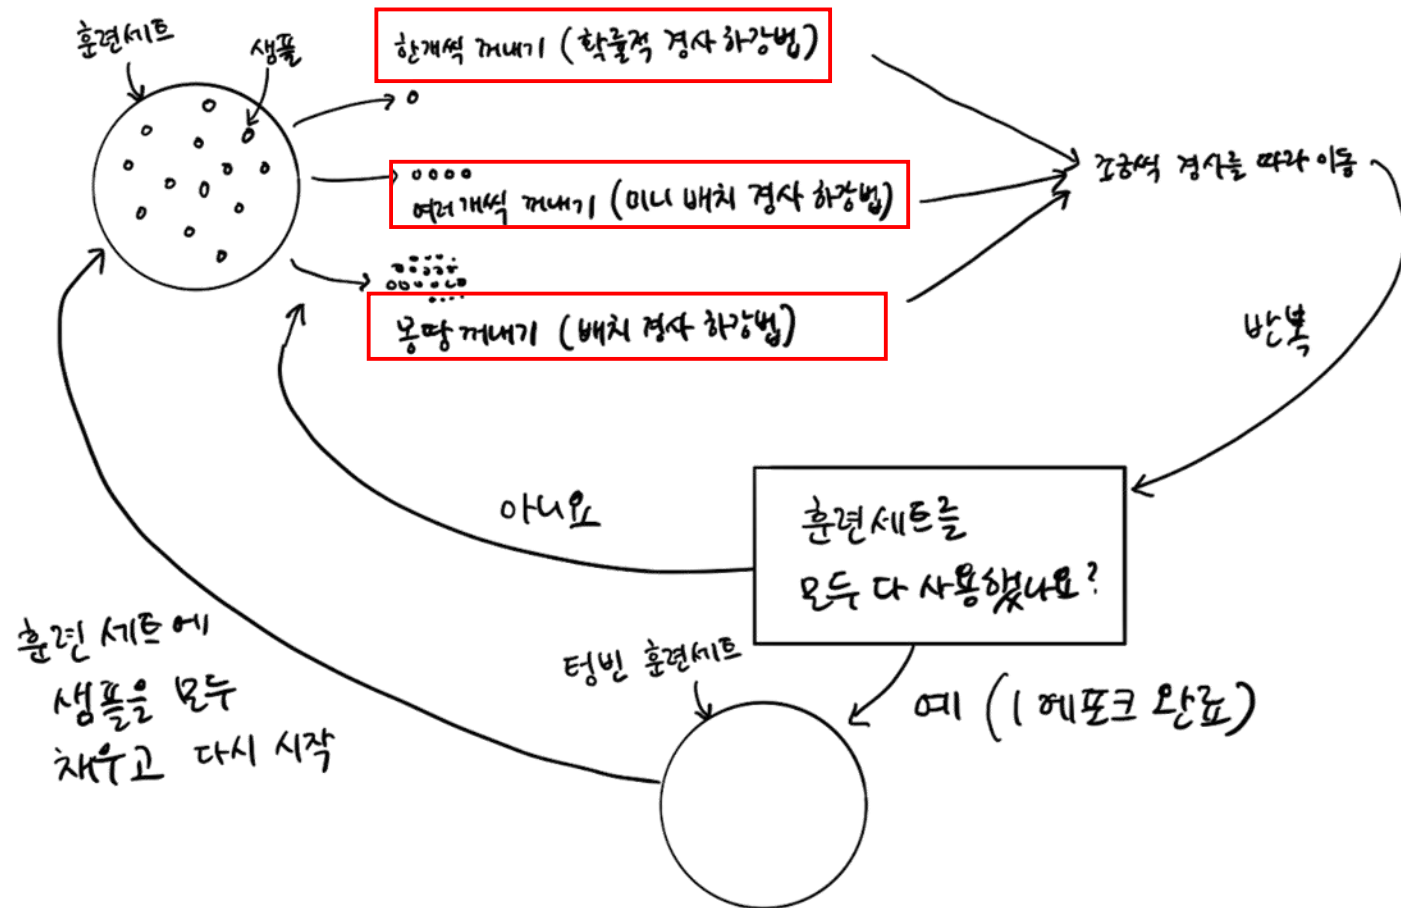 훈련세트
샘플
한개씩 꺼내기 (확률적 경사 하강법)
여러 개씩 꺼내기 (미니 배치 경사 하강법)
몽땅 꺼내기 (배치 경사 하강법)
조금씩 경사를 따라 이동
반복
훈련세트를
모두 다 사용했나요?
아니요
예 (1 에포크 완료)
텅빈 훈련세트
훈련 세트에
샘플을 모두
채우고 다시 시작